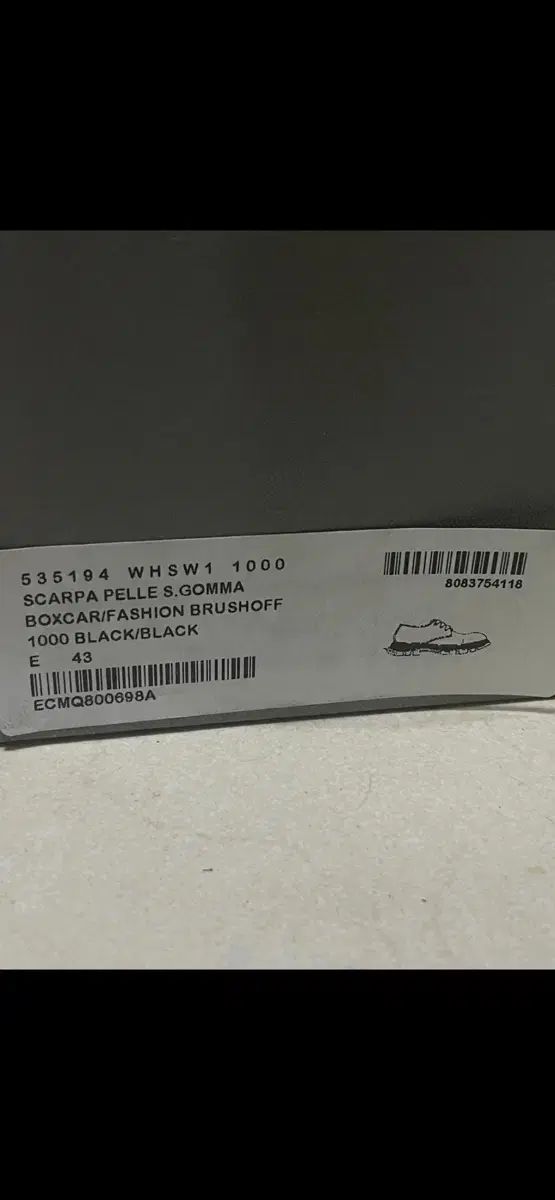 535194 WHSW1 1000
SCARPA PELLE S.GOMMA
BOXCAR/FASHION BRUSHOFF
1000 BLACK/BLACK
E 43
ECMQ800698A
8083754118